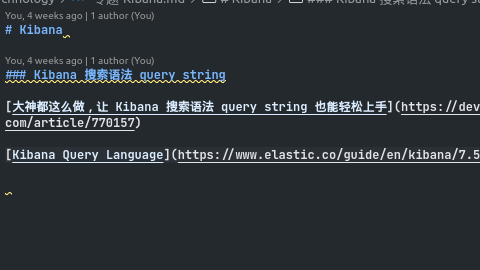 chnology > 专题 Kibana.md > # Kibana > ### Kibana 搜索语法 query s
You, 4 weeks ago | 1 author (You)
# Kibana
You, 4 weeks ago | 1 author (You)
### Kibana 搜索语法 query string
[大神都这么做，让 Kibana 搜索语法 query string 也能轻松上手](https://dev
com/article/770157)
[Kibana Query Language](https://www.elastic.co/guide/en/kibana/7.5